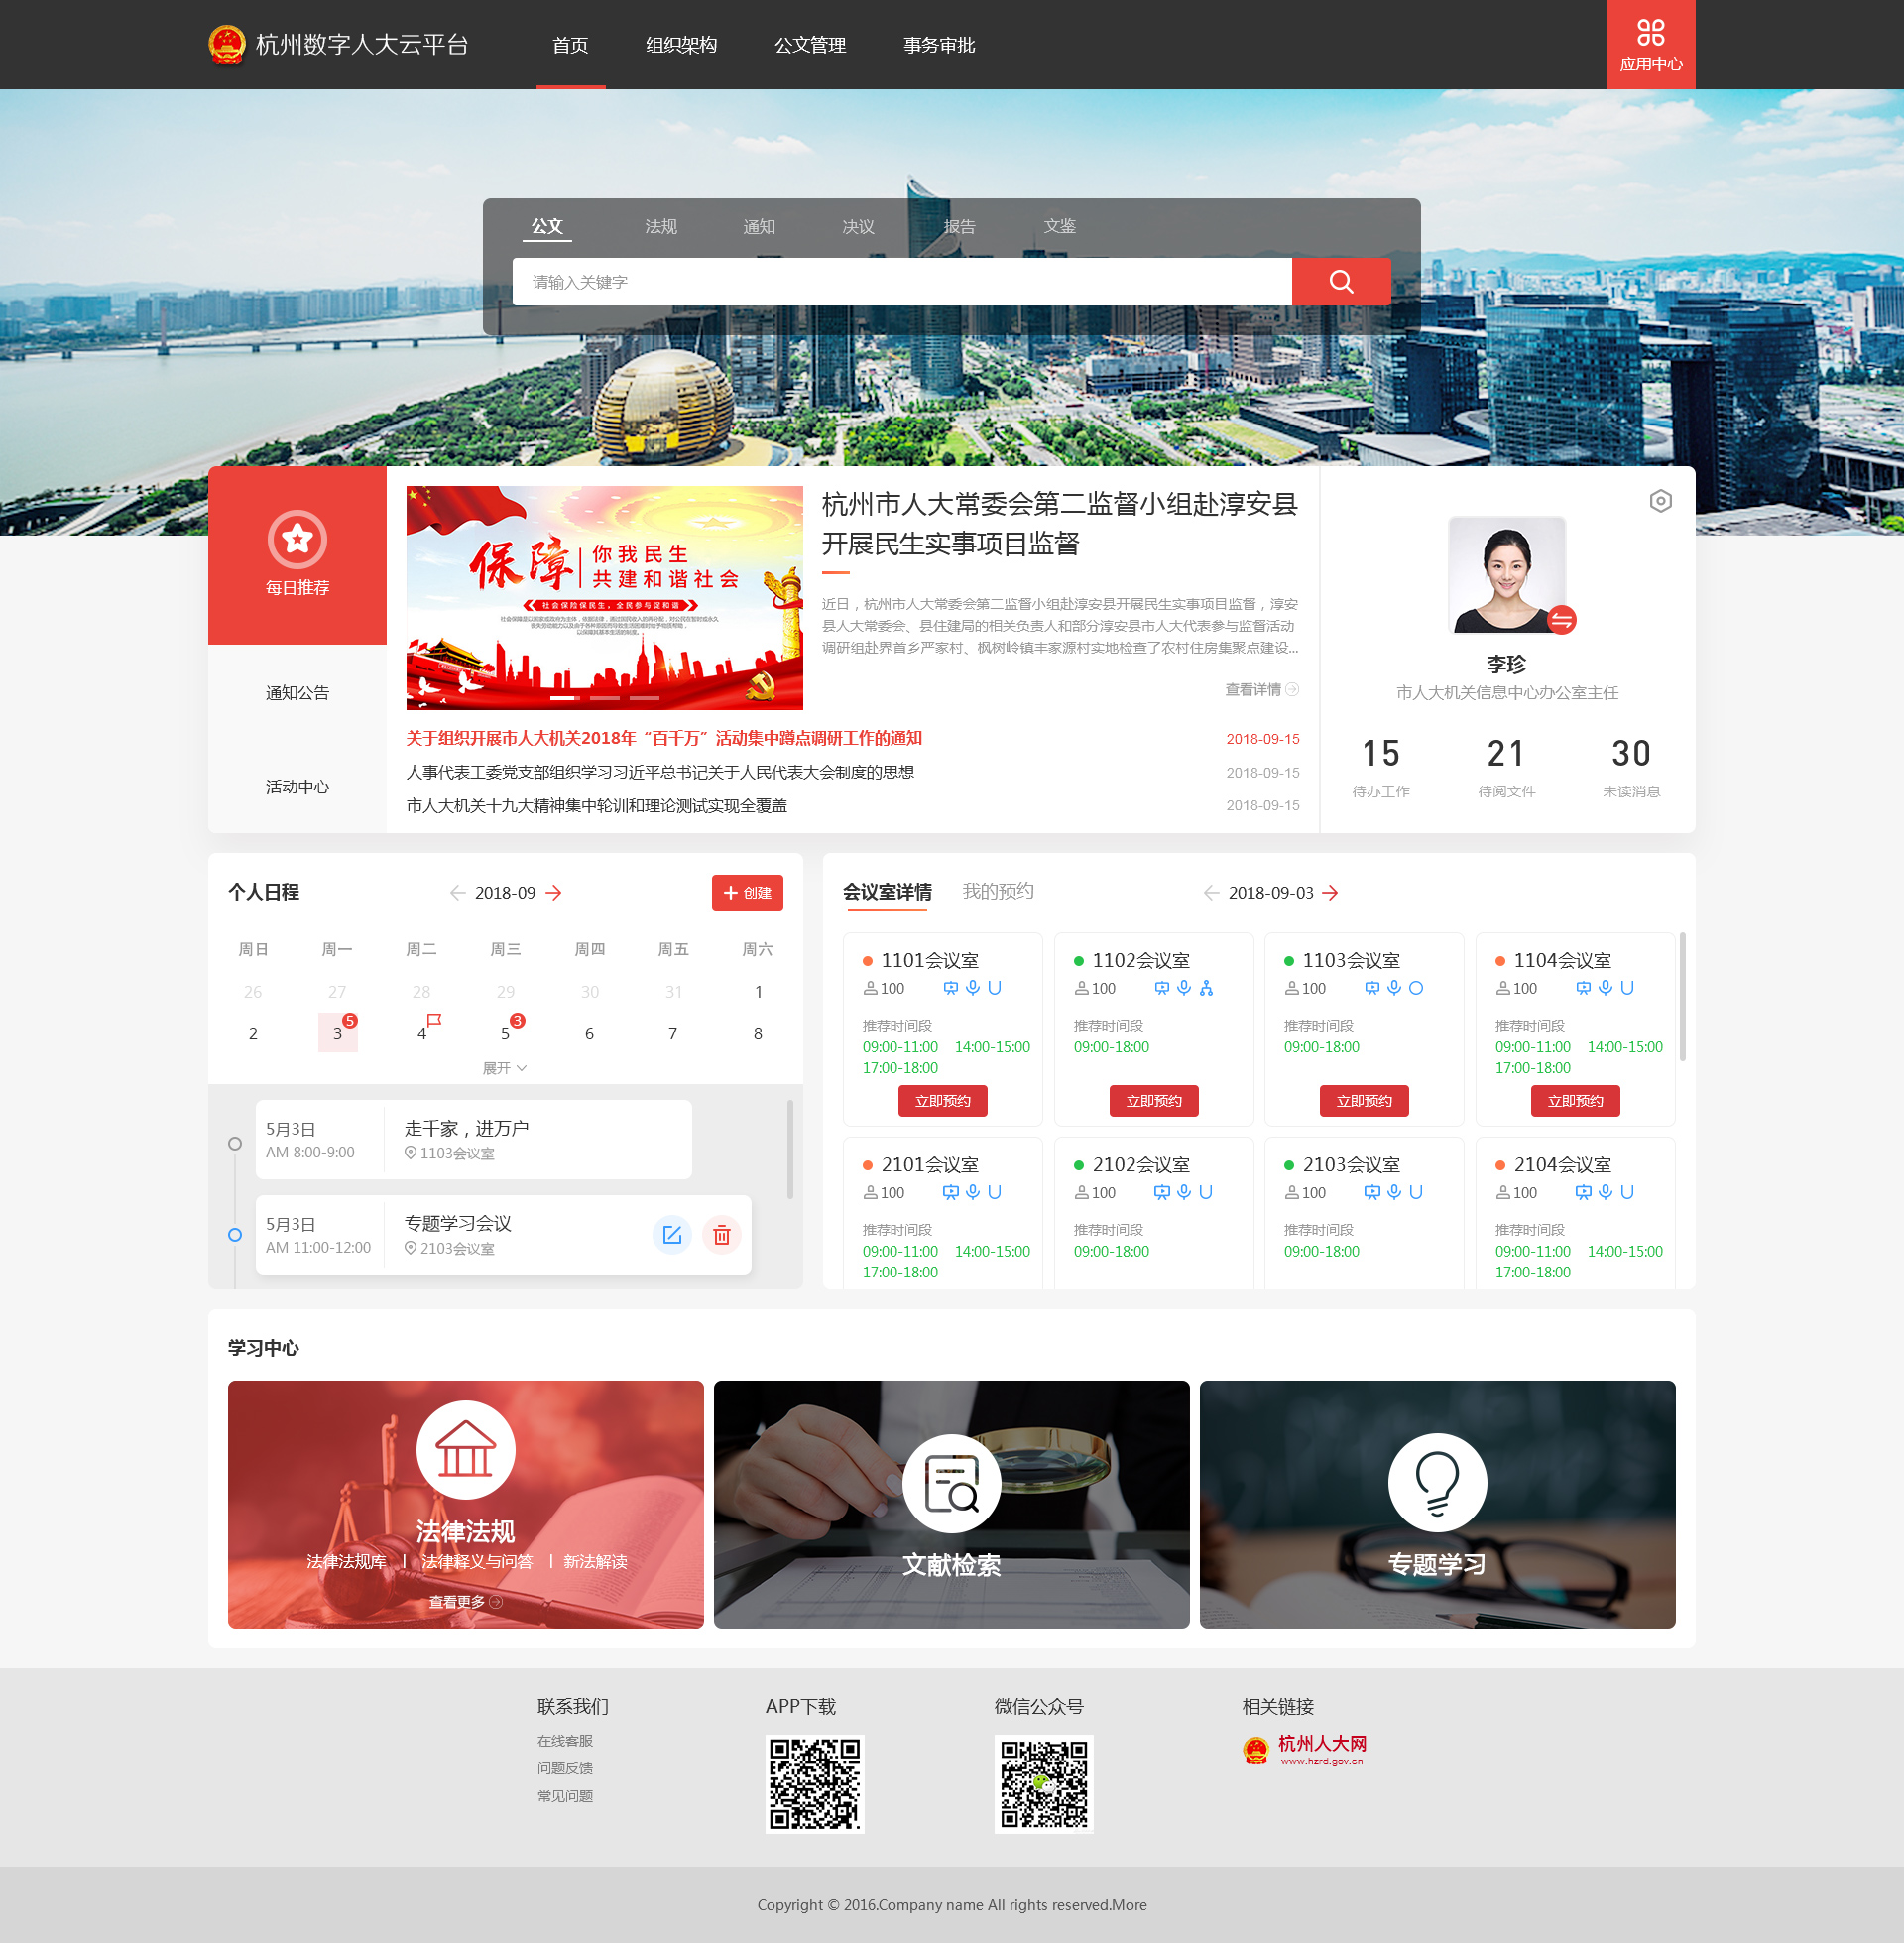 杭州数字人大云平台
首页 组织架构 公文管理 事务审批
应用中心
公文 法规 通知 决议 报告 文鉴
请输入关键字
每日推荐
通知公告
活动中心
保障
你我民生
共建和谐社会
社会保险保民生，全民参与促和谐
杭州市人大常委会第二监督小组赴淳安县
开展民生实事项目监督
近日，杭州市人大常委会第二监督小组赴淳安县开展民生实事项目监督，淳安
县人大常委会、县住建局的相关负责人和部分淳安县市人大代表参与监督活动
调研组赴界首乡严家村、枫树岭镇丰家源村实地检查了农村住房集聚点建设...
查看详情
关于组织开展市人大机关2018年“百千万”活动集中蹲点调研工作的通知 2018-09-15
人事代表工委党支部组织学习习近平总书记关于人民代表大会制度的思想 2018-09-15
市人大机关十九大精神集中轮训和理论测试实现全覆盖 2018-09-15
李珍
市人大机关信息中心办公室主任
15 21 30
待办工作 待阅文件 未读消息
个人日程
2018-09
创建
周日 周一 周二 周三 周四 周五 周六
26 27 28 29 30 31 1
2 3 5 4 5 3 6 7 8
展开
5月3日 走千家，进万户
AM 8:00-9:00 1103会议室
5月3日 专题学习会议
AM 11:00-12:00 2103会议室
会议室详情 我的预约
2018-09-03
1101会议室 1102会议室 1103会议室 1104会议室
100 100 100 100
推荐时间段 推荐时间段 推荐时间段 推荐时间段
09:00-11:00 14:00-15:00 09:00-18:00 09:00-18:00 09:00-11:00 14:00-15:00
17:00-18:00 17:00-18:00
立即预约 立即预约 立即预约 立即预约
2101会议室 2102会议室 2103会议室 2104会议室
100 100 100 100
推荐时间段 推荐时间段 推荐时间段 推荐时间段
09:00-11:00 14:00-15:00 09:00-18:00 09:00-18:00 09:00-11:00 14:00-15:00
17:00-18:00 17:00-18:00
学习中心
法律法规
法律法规库 | 法律释义与问答 | 新法解读
查看更多
文献检索
专题学习
联系我们
在线客服
问题反馈
常见问题
APP下载
微信公众号
相关链接
杭州人大网
www.hzrd.gov.cn
Copyright © 2016.Company name All rights reserved.More